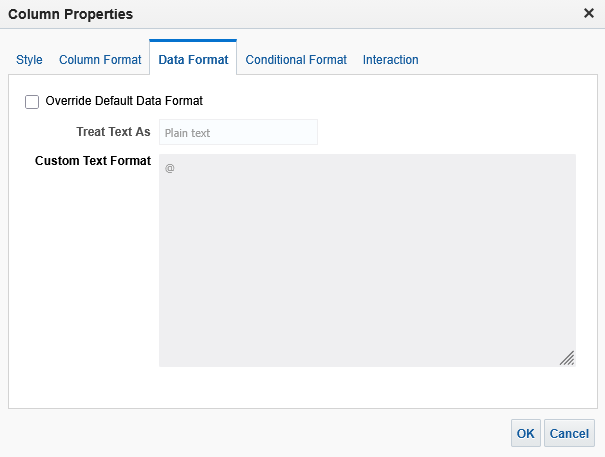 Column Properties ×
Style Column Format Data Format Conditional Format Interaction
Override Default Data Format
Treat Text As Plain text
Custom Text Format @
OK Cancel